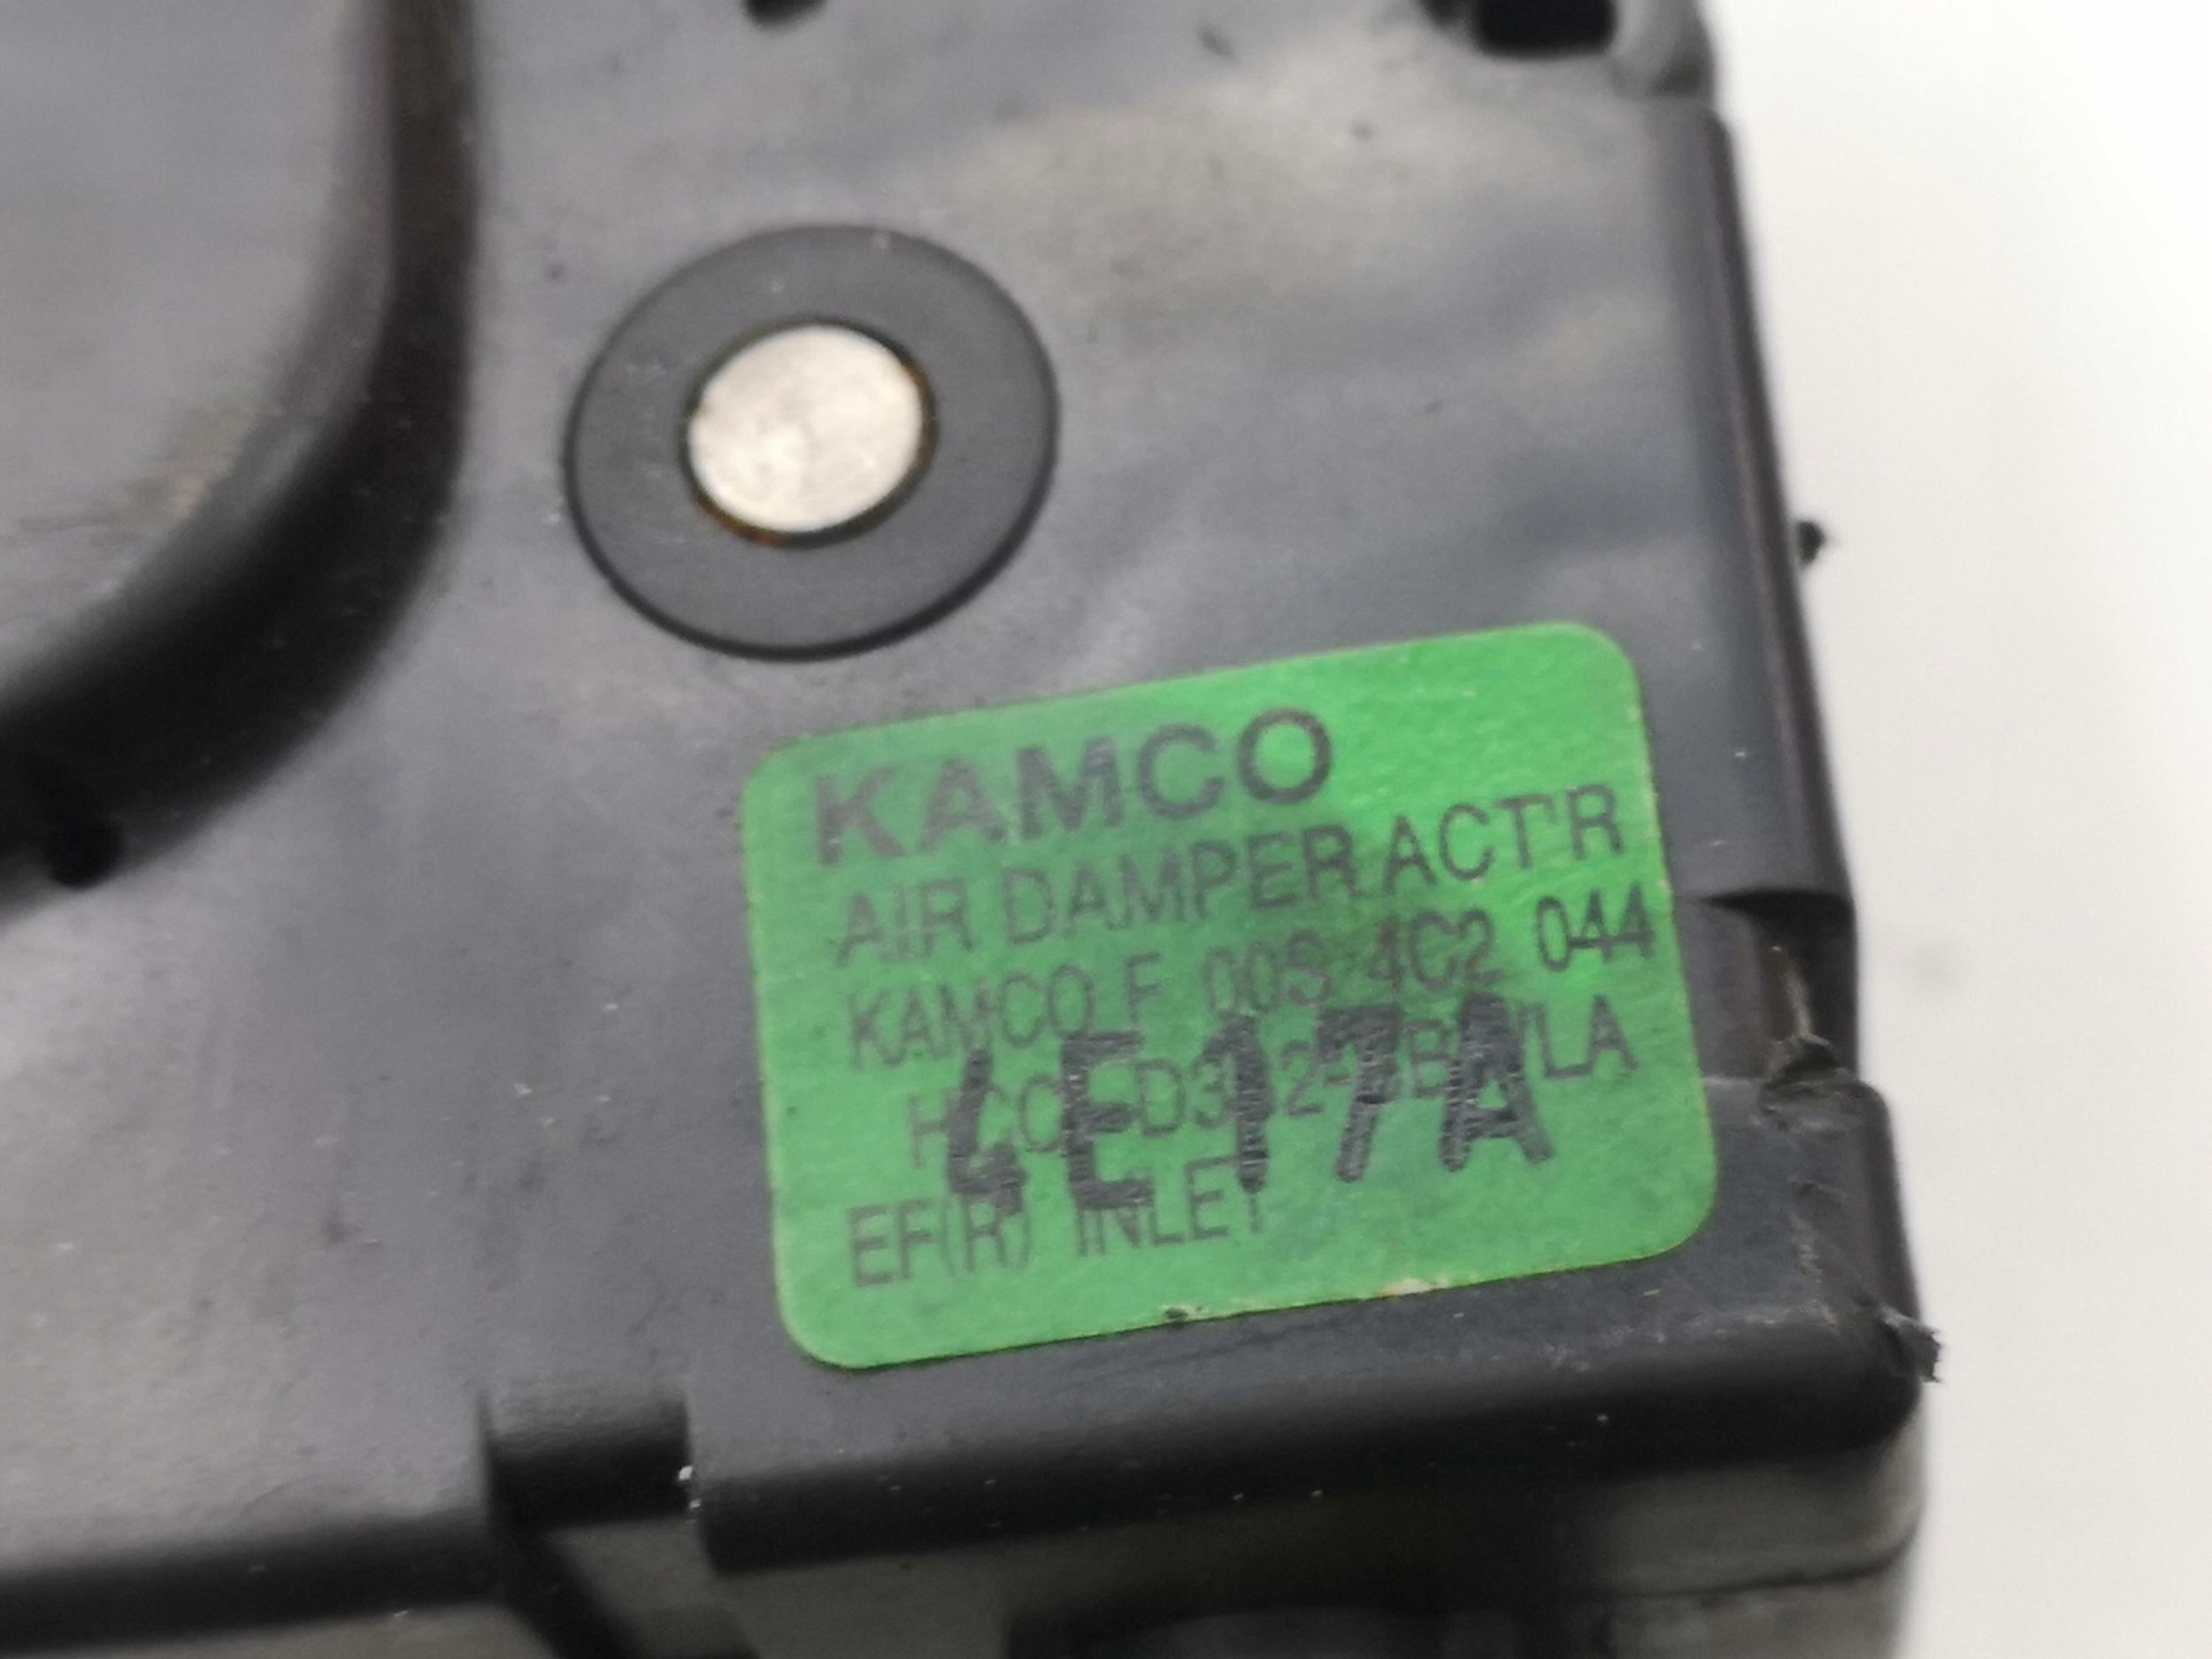 KAMCO
AIR DAMPER ACT'R
KAMCO F 00S 4C2 044
4E17A
EF(R) INLET